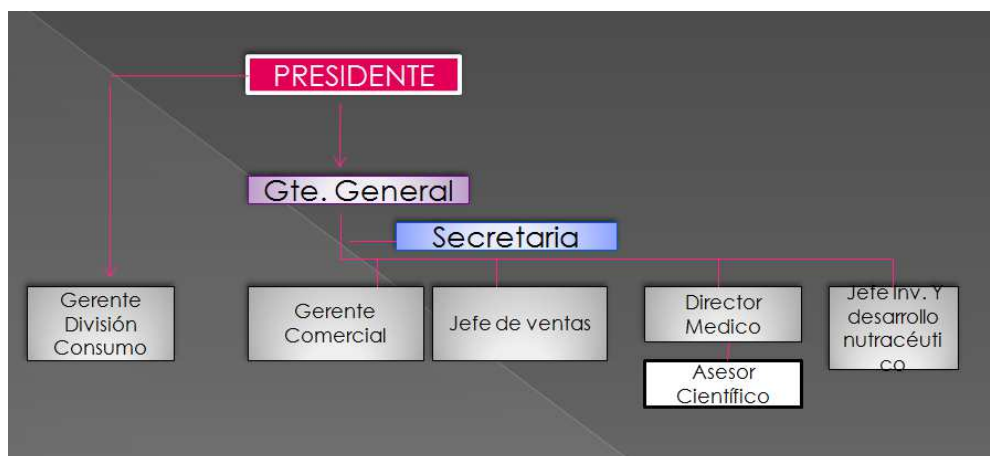 PRESIDENTE
Gte. General
Secretaria
Gerente
División
Consumo
Gerente
Comercial
Jefe de ventas
Director
Medico
Asesor
Científico
Jefe Inv. Y
desarrollo
nutracéuti
co